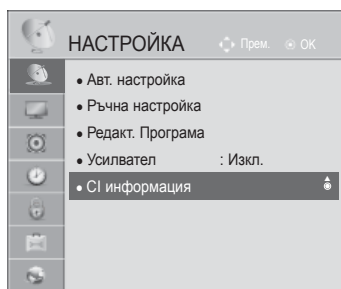 НАСТРОЙКА Прем. OK
• Авт. настройка
• Ръчна настройка
• Редакт. Програма
• Усилвател : Изкл.
• CI информация